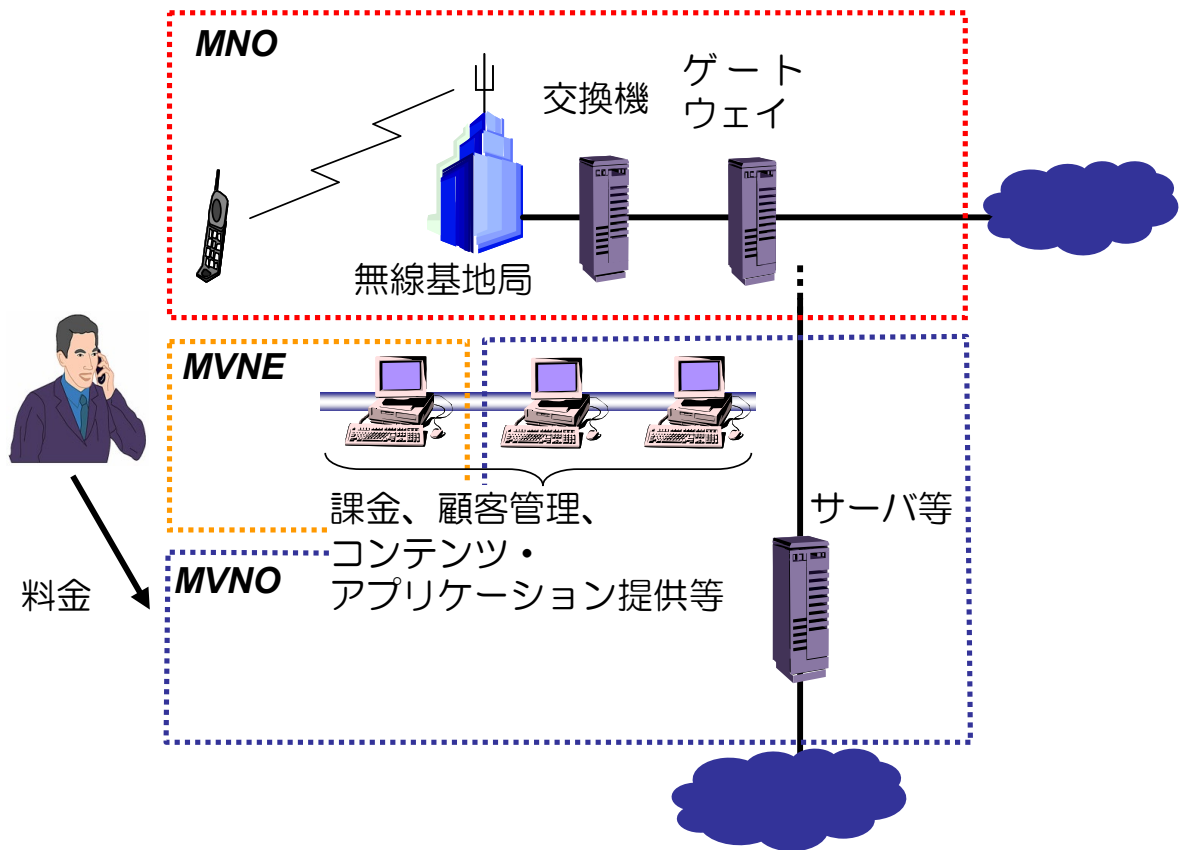 MNO
交換機
ゲート
ウェイ
無線基地局
MVNE
課金、顧客管理、
コンテンツ・
アプリケーション提供等
サーバ等
MVNO
料金